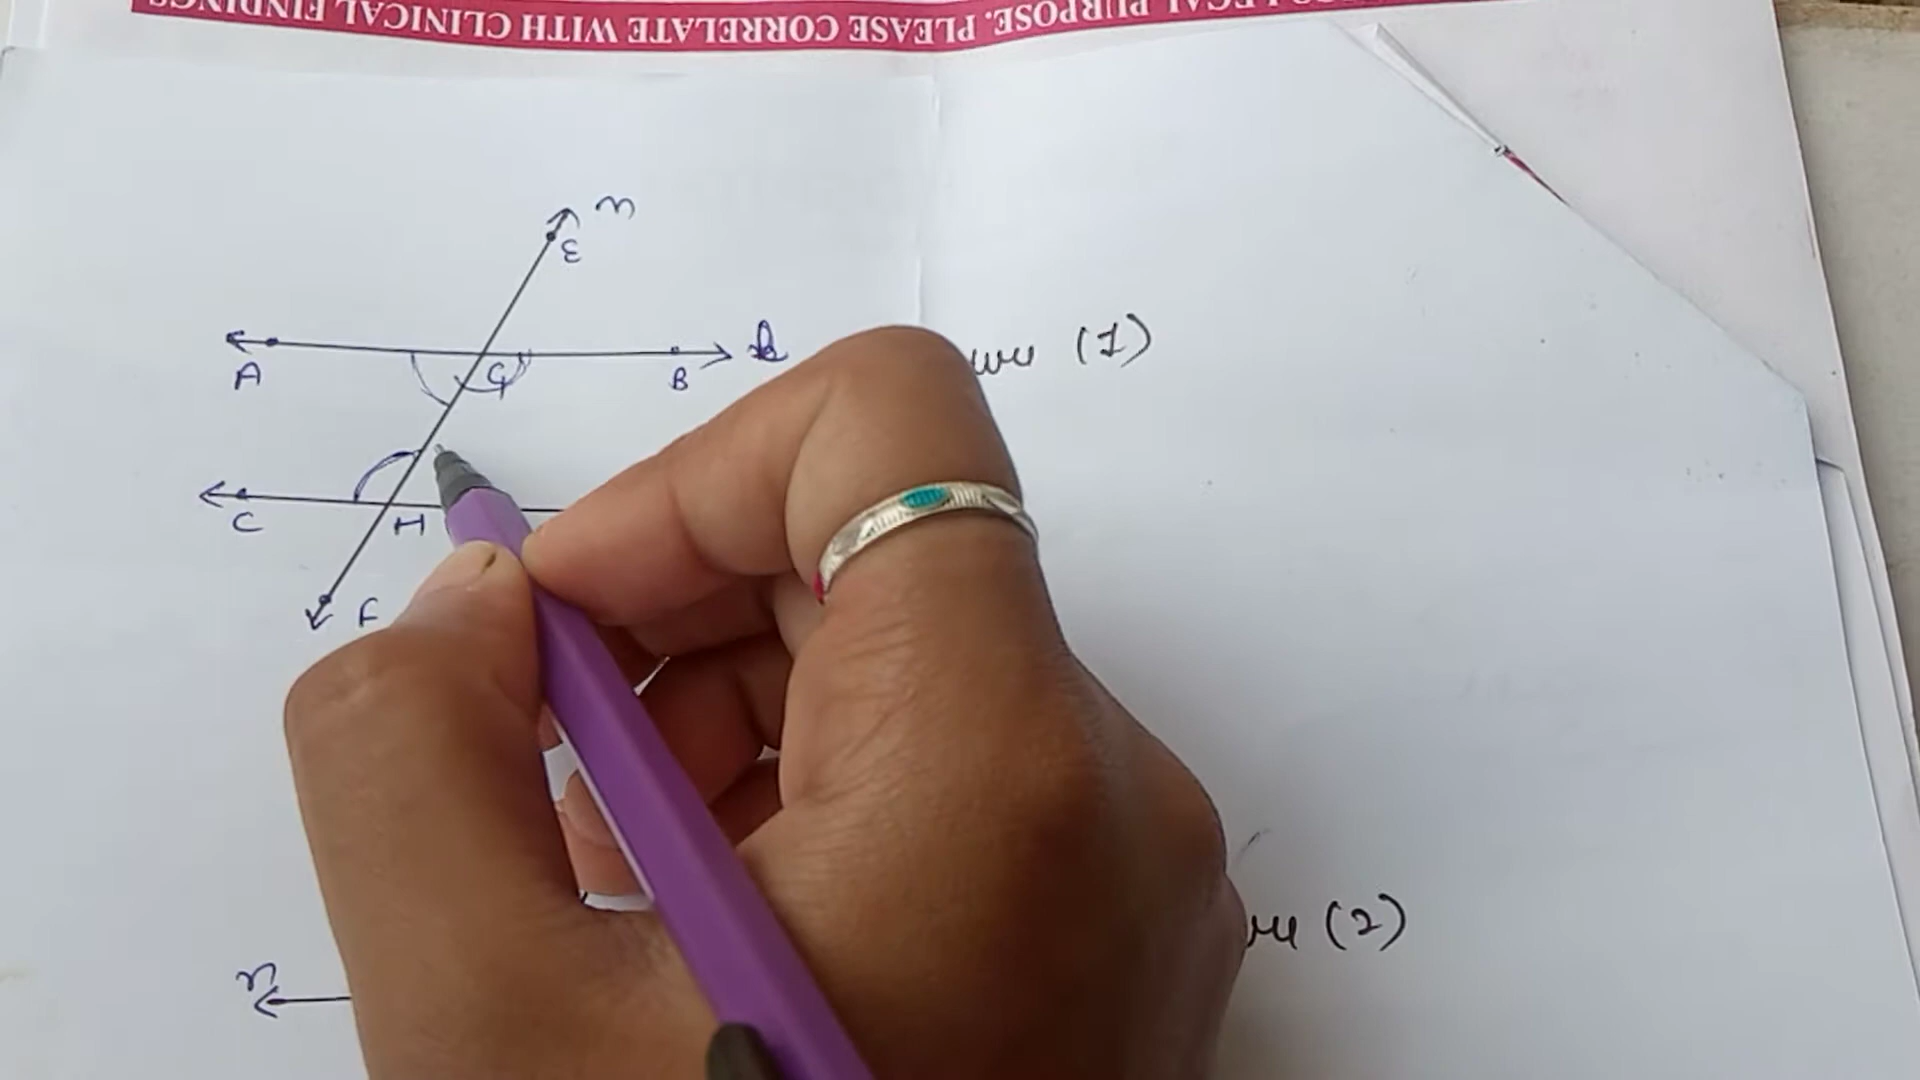 PURPOSE. PLEASE CORRELATE WITH CLINICAL FINDINGS
n
E
A
G
B
(1)
C
H
F
(2)
n